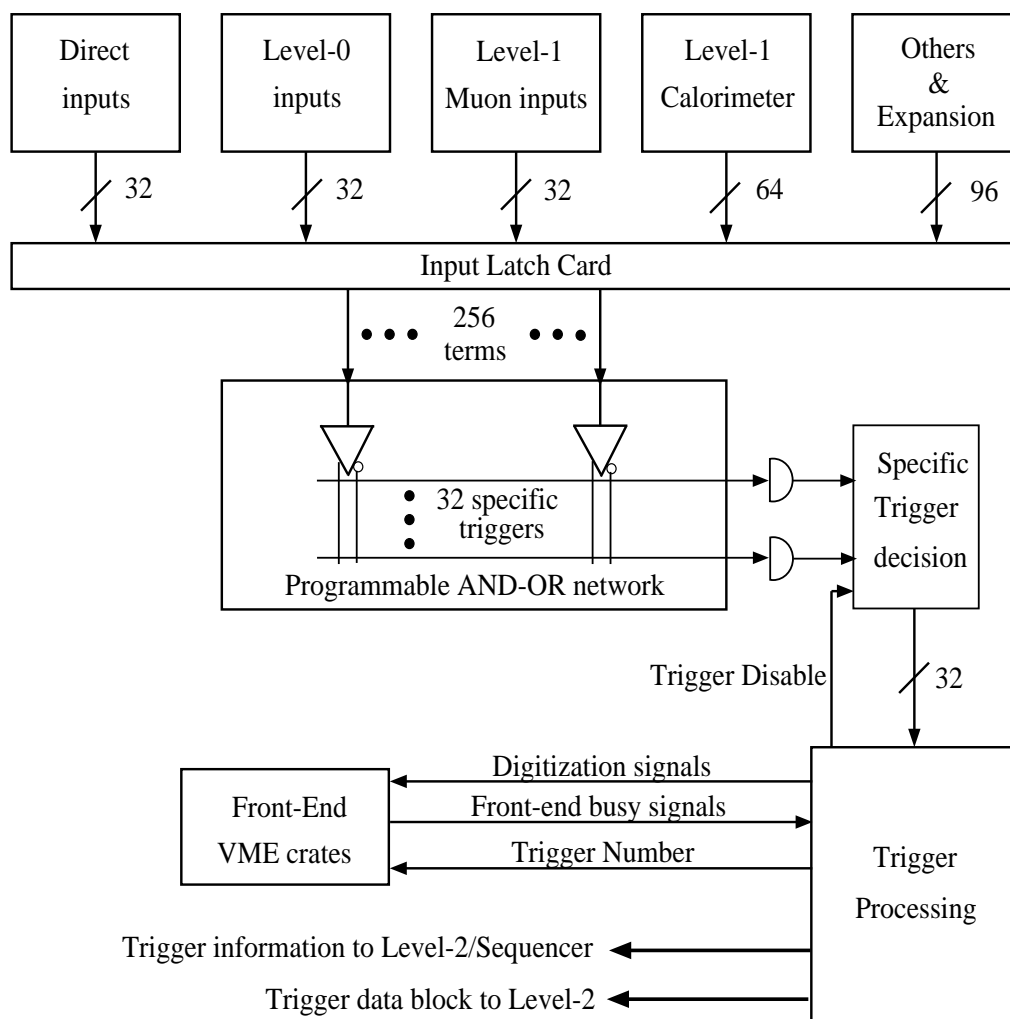 Direct
inputs
Level-0
inputs
Level-1
Muon inputs
Level-1
Calorimeter
Others
&
Expansion
32
32
32
64
96
Input Latch Card
256
terms
32 specific
triggers
Programmable AND-OR network
Specific
Trigger
decision
Trigger Disable
32
Digitization signals
Front-end busy signals
Trigger Number
Front-End
VME crates
Trigger
Processing
Trigger information to Level-2/Sequencer
Trigger data block to Level-2